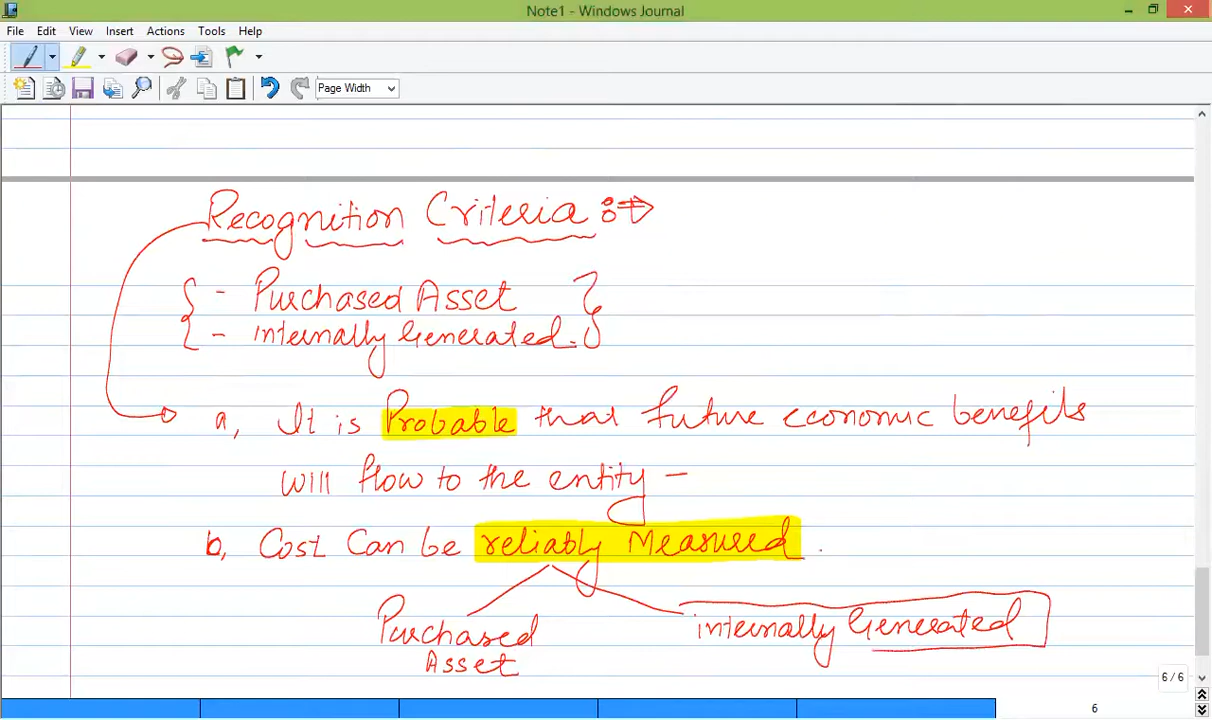 Note1 - Windows Journal
File Edit View Insert Actions Tools Help
Page Width
Recognition Criteria :
- Purchased Asset
- internally Generated.
a, It is Probable that future economic benefits
will flow to the entity -
b, Cost Can be reliably Measured.
Purchased internally Generated
Asset
6 / 6
6